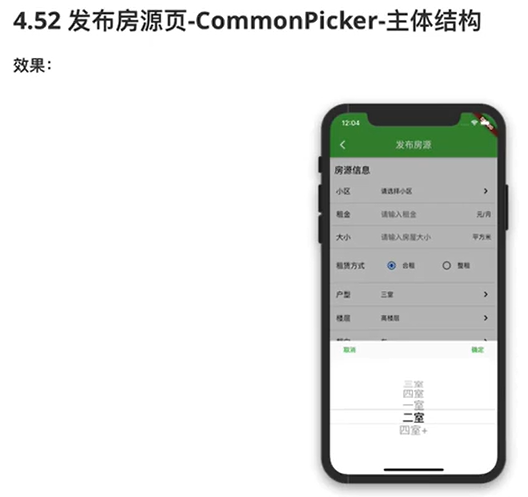 4.52 发布房源页-CommonPicker-主体结构
效果：
12:04
发布房源
房源信息
小区 请选择小区
租金 请输入租金 元/月
大小 请输入房屋大小 平方米
租赁方式 合租 整租
户型 三室
楼层 高楼层
取消 确定
三室
四室
一室
二室
四室+